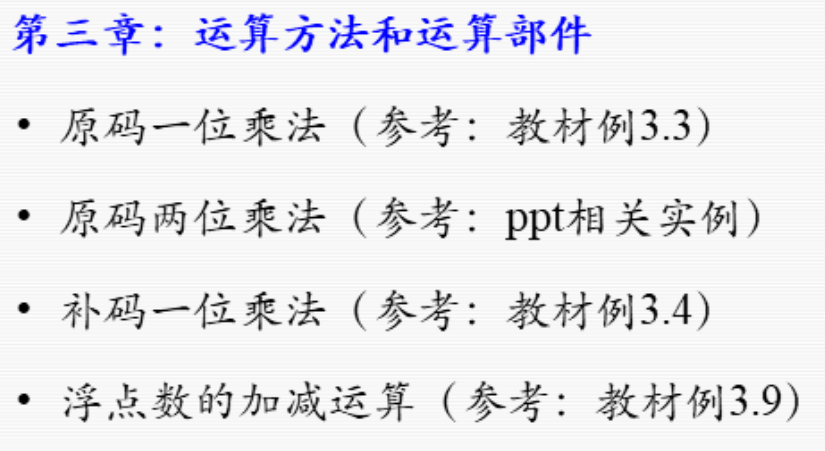 第三章：运算方法和运算部件
• 原码一位乘法（参考：教材例3.3）
• 原码两位乘法（参考：ppt相关实例）
• 补码一位乘法（参考：教材例3.4）
• 浮点数的加减运算（参考：教材例3.9）